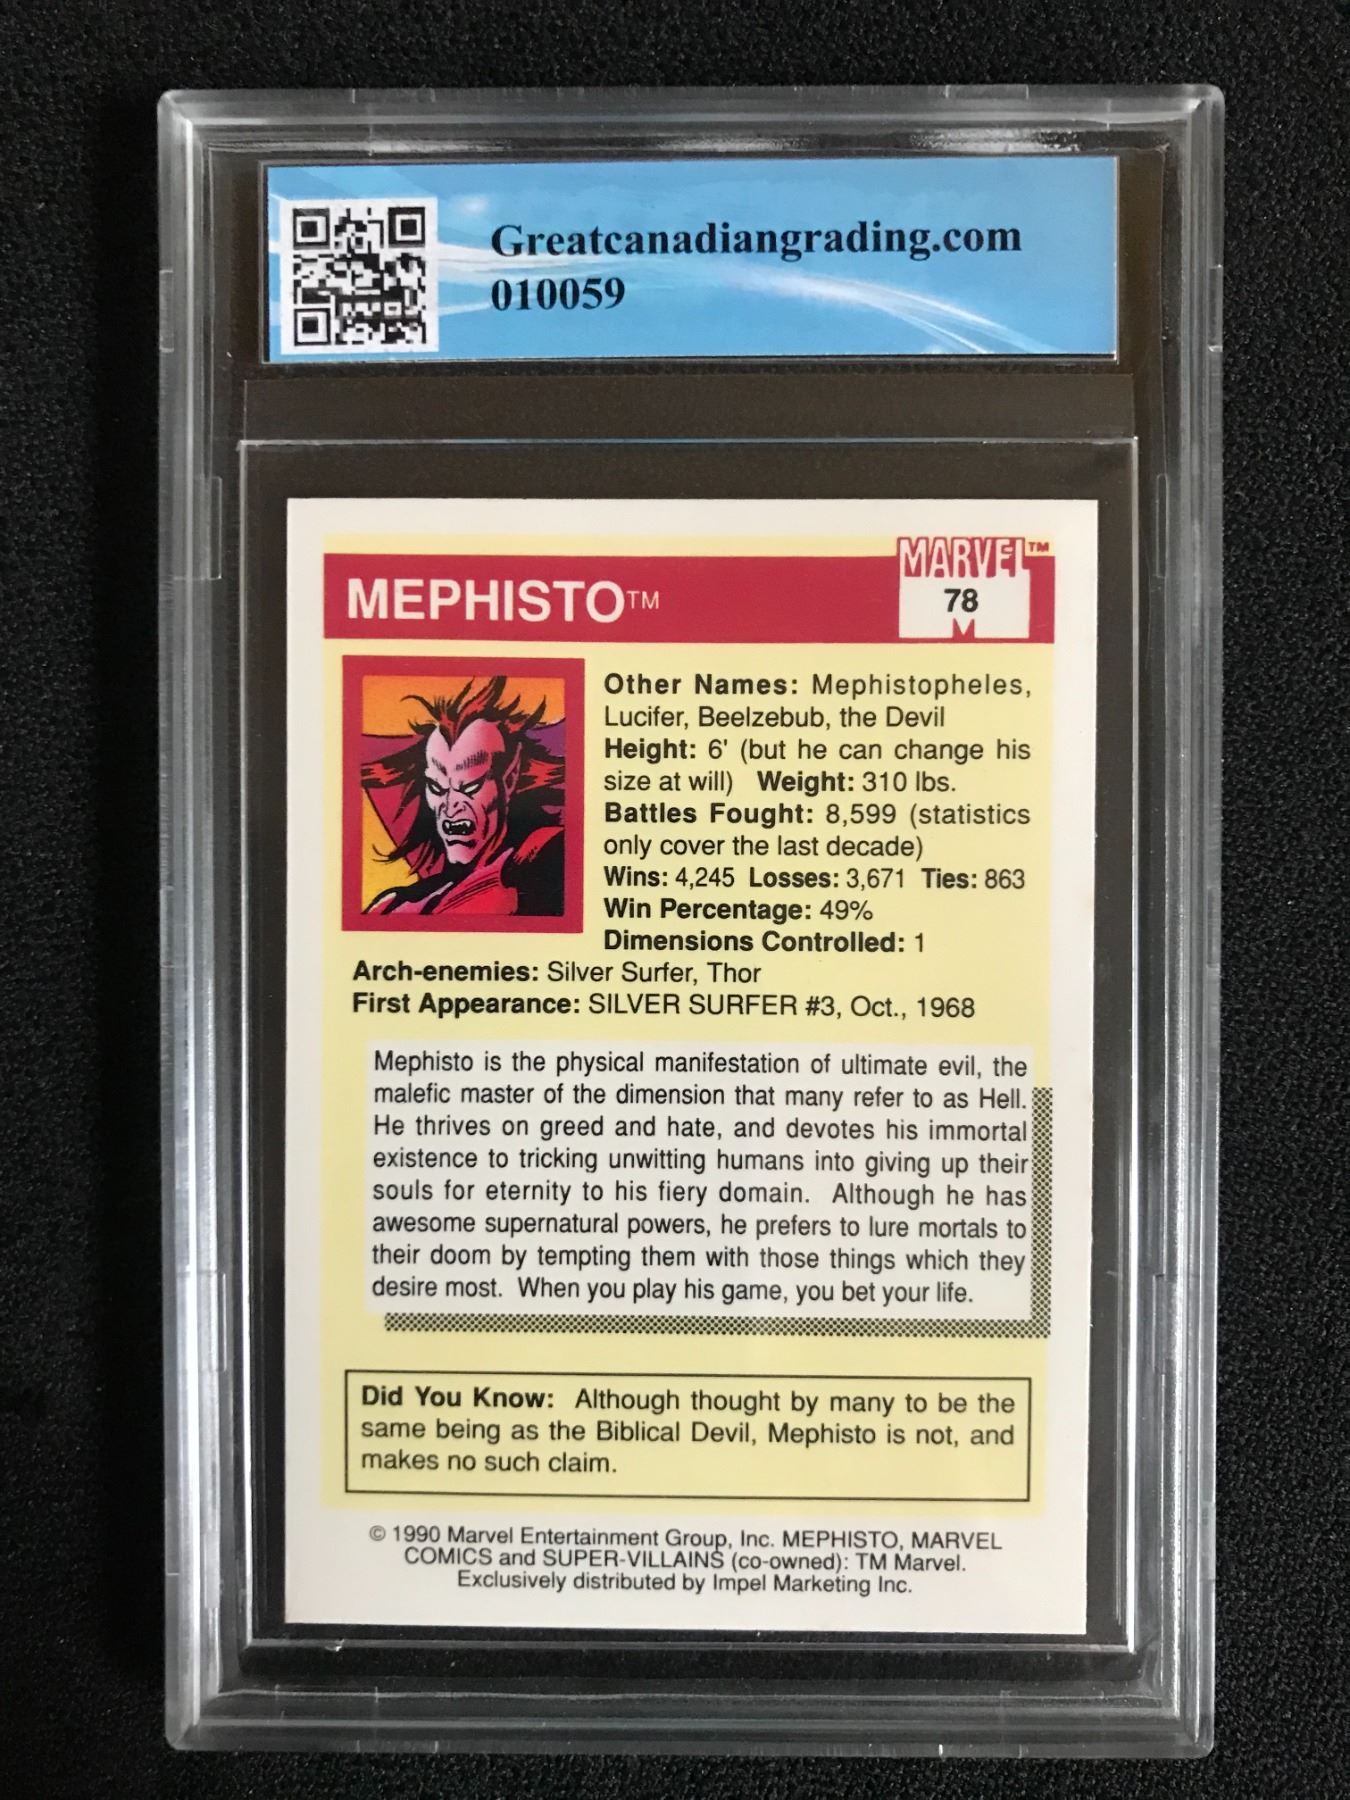 Greatcanadiangrading.com
010059
MARVEL™
MEPHISTO™
78
Other Names: Mephistopheles,
Lucifer, Beelzebub, the Devil
Height: 6' (but he can change his
size at will) Weight: 310 lbs.
Battles Fought: 8,599 (statistics
only cover the last decade)
Wins: 4,245 Losses: 3,671 Ties: 863
Win Percentage: 49%
Dimensions Controlled: 1
Arch-enemies: Silver Surfer, Thor
First Appearance: SILVER SURFER #3, Oct., 1968
Mephisto is the physical manifestation of ultimate evil, the
malefic master of the dimension that many refer to as Hell.
He thrives on greed and hate, and devotes his immortal
existence to tricking unwitting humans into giving up their
souls for eternity to his fiery domain. Although he has
awesome supernatural powers, he prefers to lure mortals to
their doom by tempting them with those things which they
desire most. When you play his game, you bet your life.
Did You Know: Although thought by many to be the
same being as the Biblical Devil, Mephisto is not, and
makes no such claim.
© 1990 Marvel Entertainment Group, Inc. MEPHISTO, MARVEL
COMICS and SUPER-VILLAINS (co-owned): TM Marvel.
Exclusively distributed by Impel Marketing Inc.